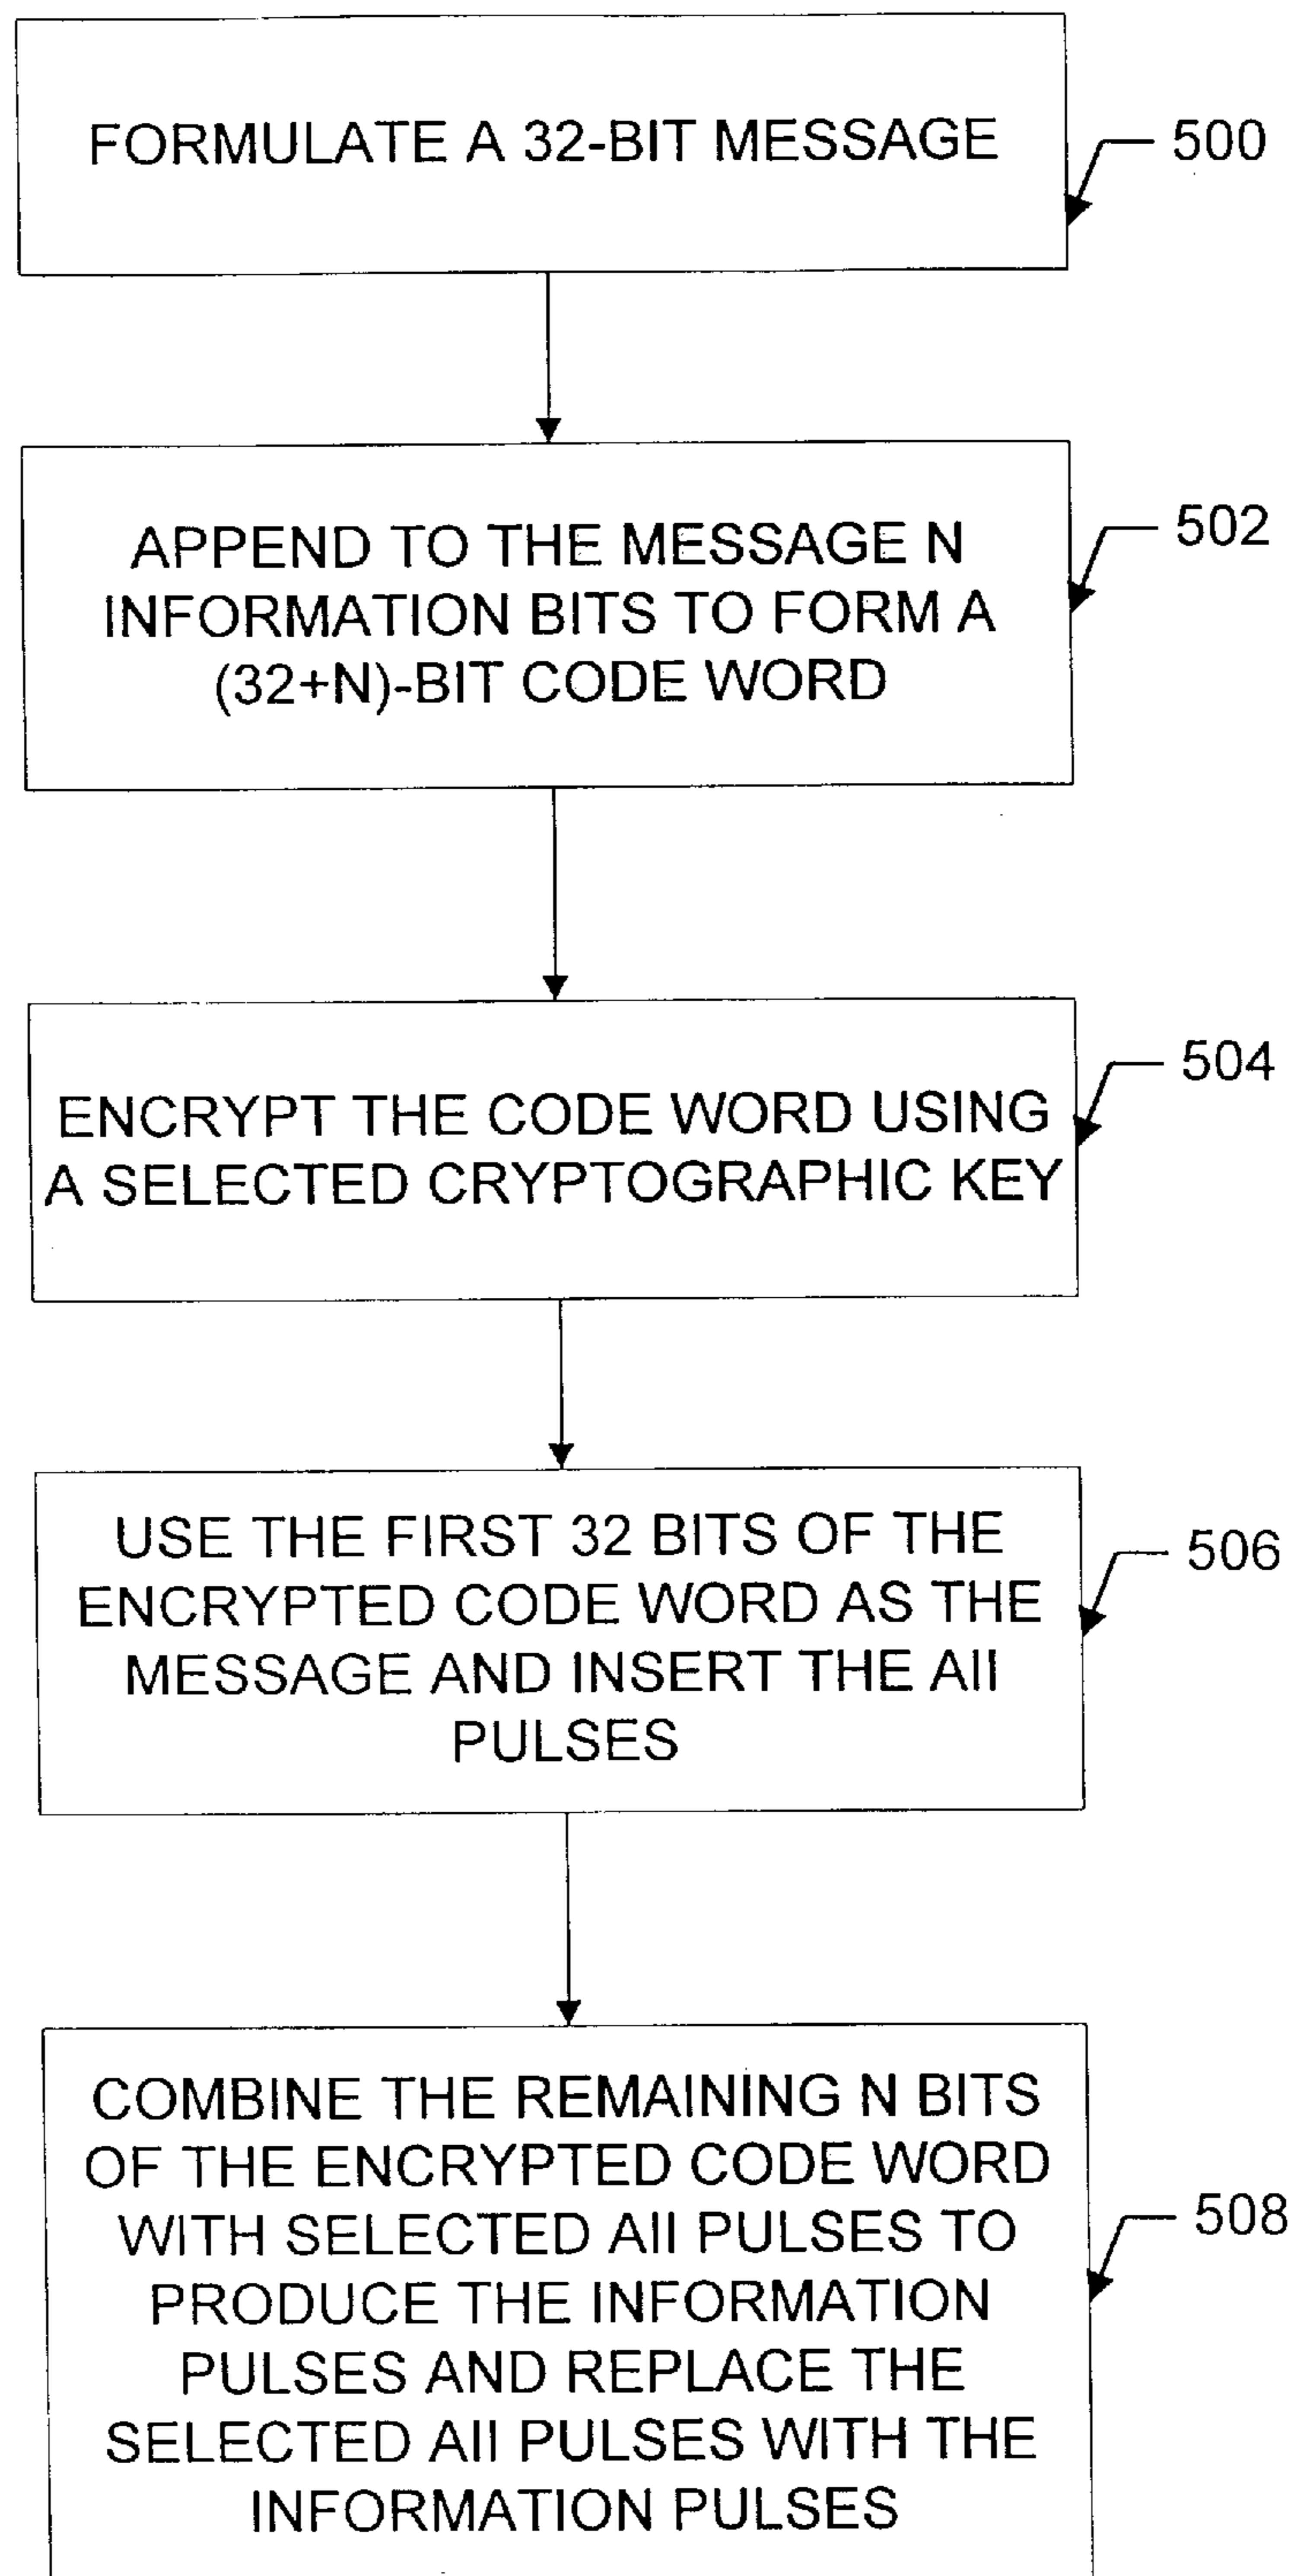 FORMULATE A 32-BIT MESSAGE
500
APPEND TO THE MESSAGE N
INFORMATION BITS TO FORM A
(32+N)-BIT CODE WORD
502
ENCRYPT THE CODE WORD USING
A SELECTED CRYPTOGRAPHIC KEY
504
USE THE FIRST 32 BITS OF THE
ENCRYPTED CODE WORD AS THE
MESSAGE AND INSERT THE AII
PULSES
506
COMBINE THE REMAINING N BITS
OF THE ENCRYPTED CODE WORD
WITH SELECTED AII PULSES TO
PRODUCE THE INFORMATION
PULSES AND REPLACE THE
SELECTED AII PULSES WITH THE
INFORMATION PULSES
508